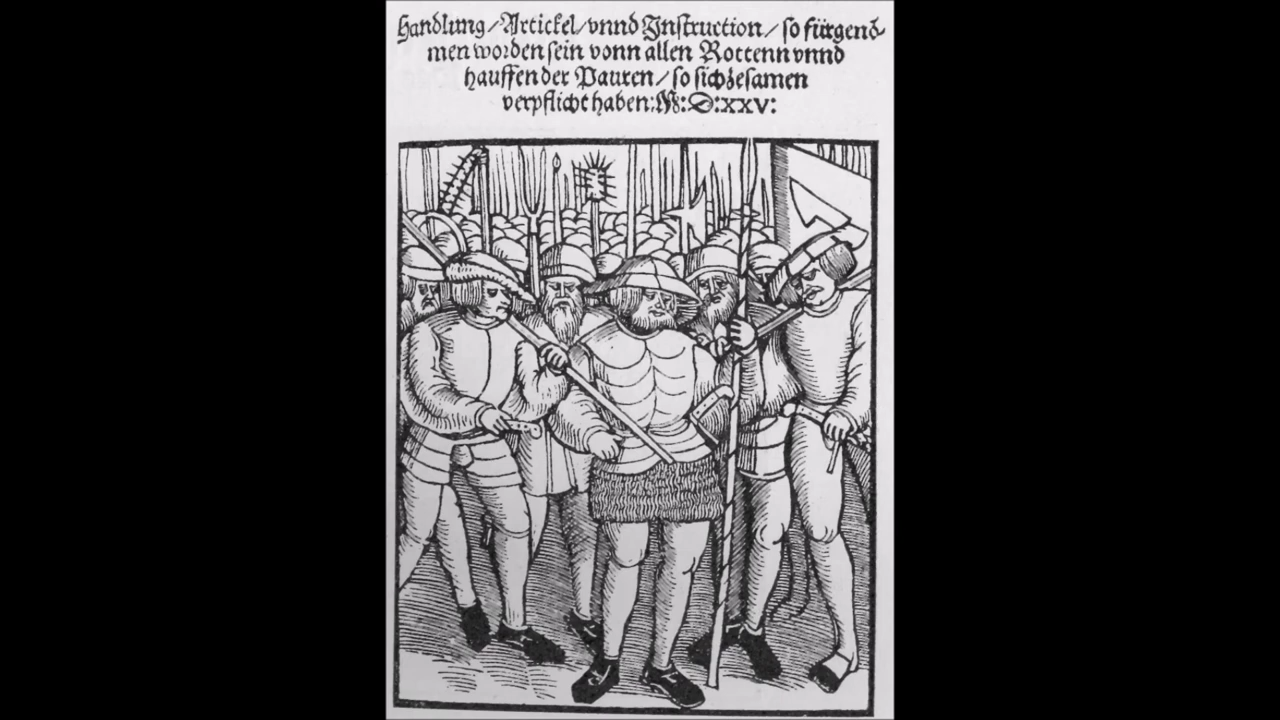 Handlung/Artickel/vnnd Instruction/so fürgenō-
men worden sein vonn allen Rottenn vnnd
hauffen der Pauren/so sich zesamen
verpflicht haben: M: D: XXV: